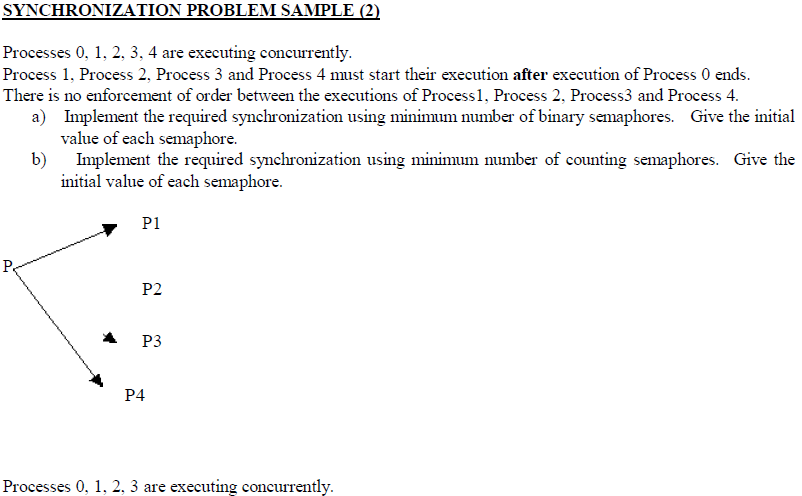 SYNCHRONIZATION PROBLEM SAMPLE (2)
Processes 0, 1, 2, 3, 4 are executing concurrently.
Process 1, Process 2, Process 3 and Process 4 must start their execution after execution of Process 0 ends.
There is no enforcement of order between the executions of Process1, Process 2, Process3 and Process 4.
a) Implement the required synchronization using minimum number of binary semaphores. Give the initial
value of each semaphore.
b) Implement the required synchronization using minimum number of counting semaphores. Give the
initial value of each semaphore.
P1
P
P2
P3
P4
Processes 0, 1, 2, 3 are executing concurrently.